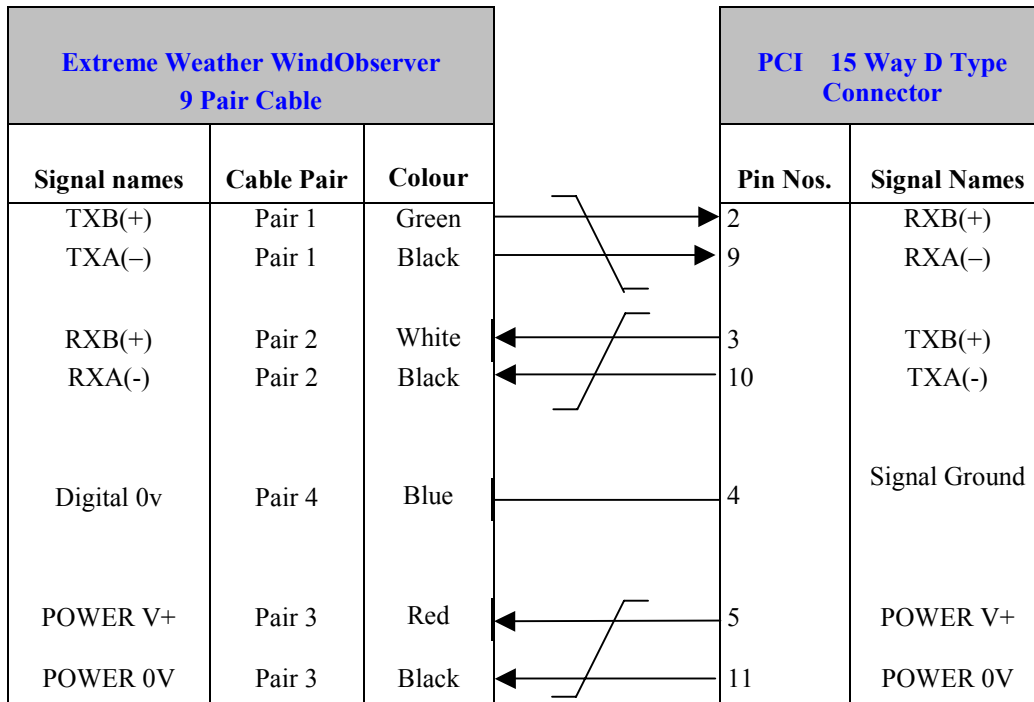 Extreme Weather WindObserver
9 Pair Cable
PCI 15 Way D Type
Connector
Signal names Cable Pair Colour Pin Nos. Signal Names
TXB(+) Pair 1 Green 2 RXB(+)
TXA(–) Pair 1 Black 9 RXA(–)
RXB(+) Pair 2 White 3 TXB(+)
RXA(-) Pair 2 Black 10 TXA(-)
Digital 0v Pair 4 Blue 4 Signal Ground
POWER V+ Pair 3 Red 5 POWER V+
POWER 0V Pair 3 Black 11 POWER 0V